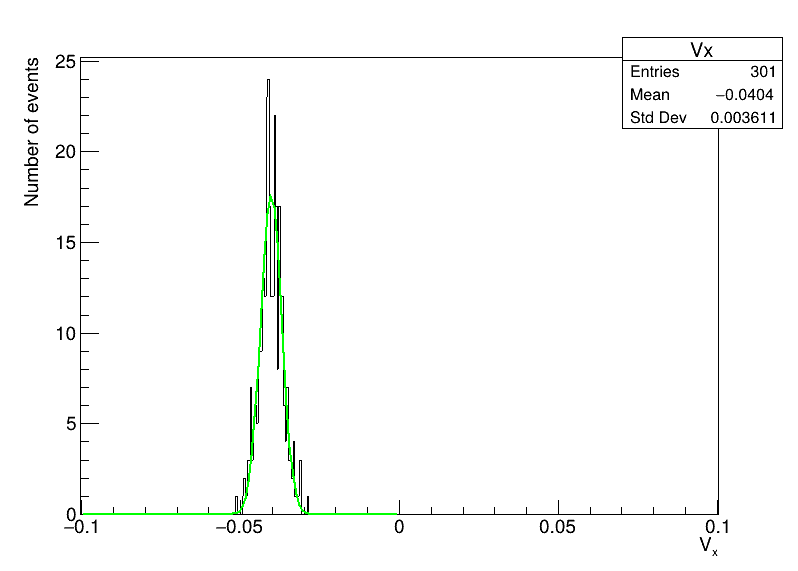 Vx
Entries 301
Mean −0.0404
Std Dev 0.003611
Number of events
25
20
15
10
5
0
−0.1 −0.05 0 0.05 0.1
Vx